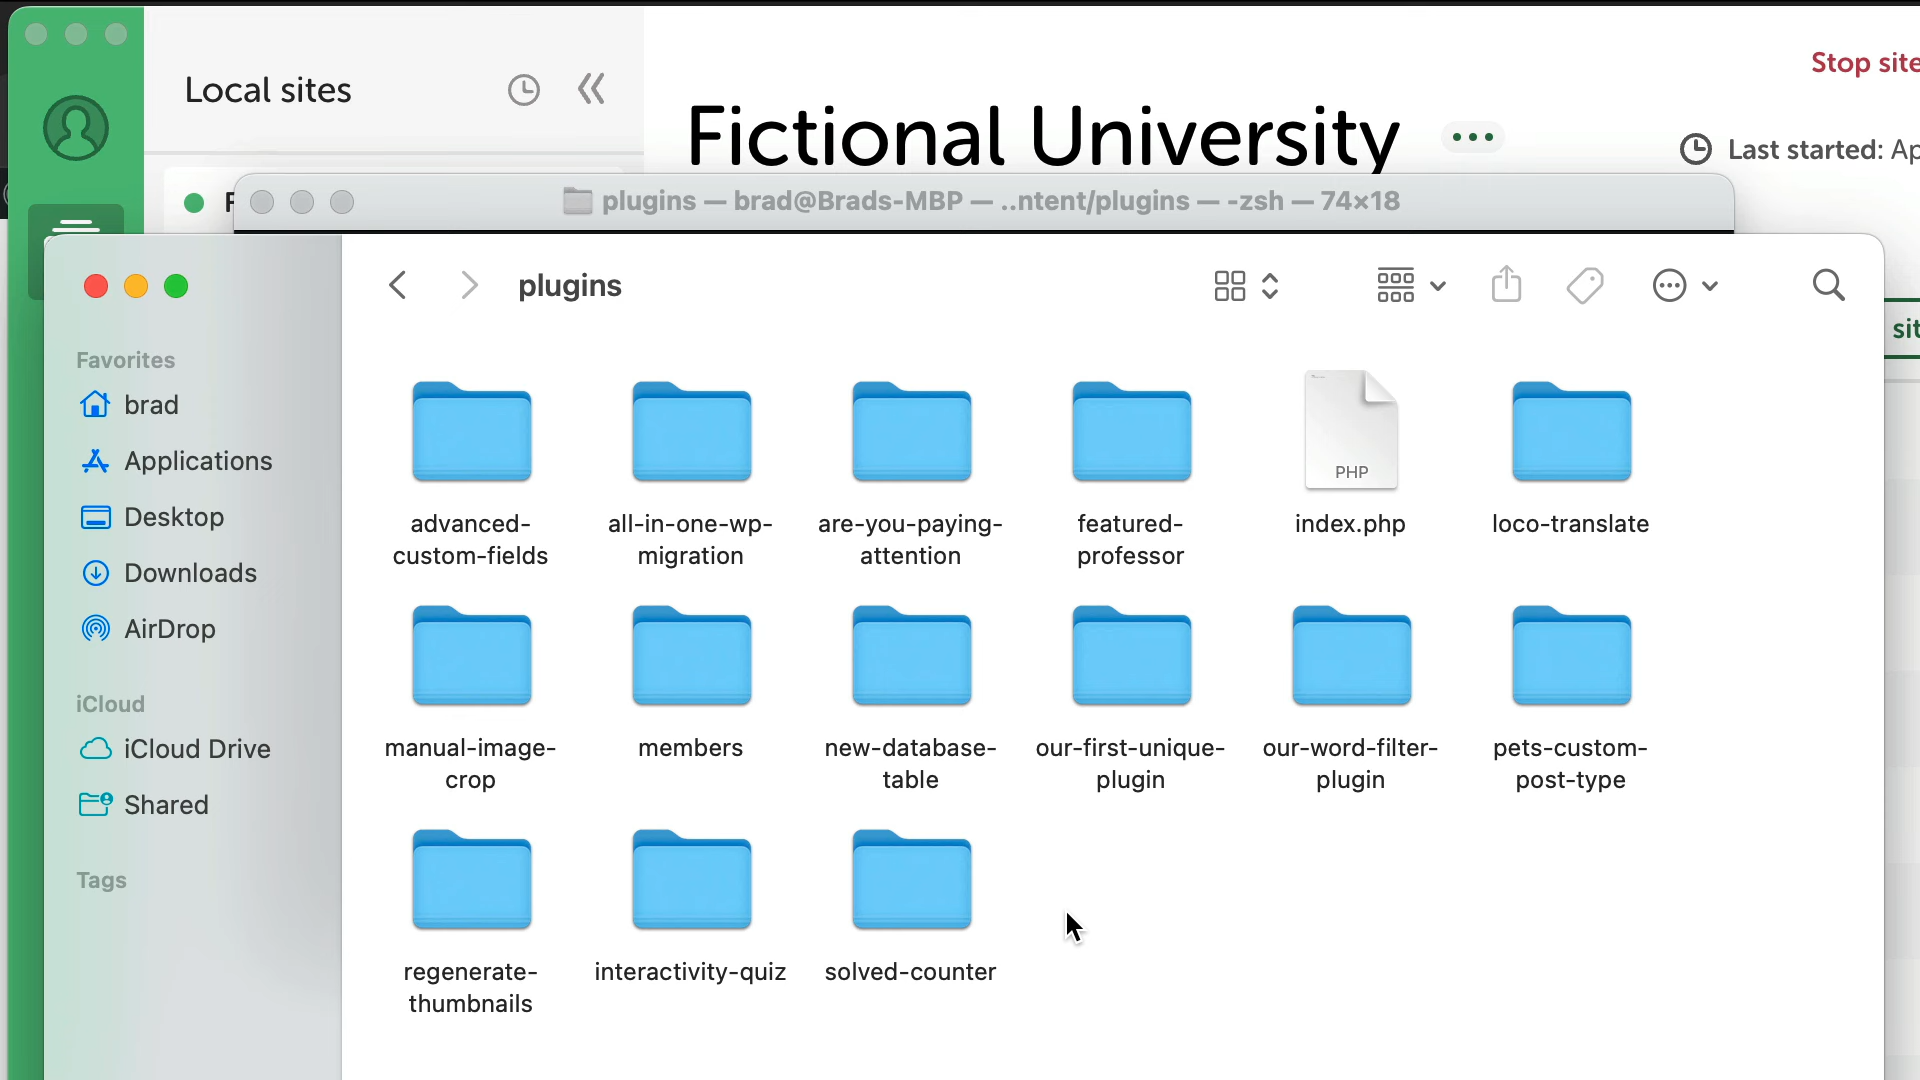 Local sites
Fictional University
Stop site
Last started: Ap
F
plugins — brad@Brads-MBP — ..ntent/plugins — -zsh — 74×18
plugins
sit
Favorites
brad
Applications
Desktop
Downloads
AirDrop
iCloud
iCloud Drive
Shared
Tags
PHP
advanced-
custom-fields
all-in-one-wp-
migration
are-you-paying-
attention
featured-
professor
index.php
loco-translate
manual-image-
crop
members
new-database-
table
our-first-unique-
plugin
our-word-filter-
plugin
pets-custom-
post-type
regenerate-
thumbnails
interactivity-quiz
solved-counter